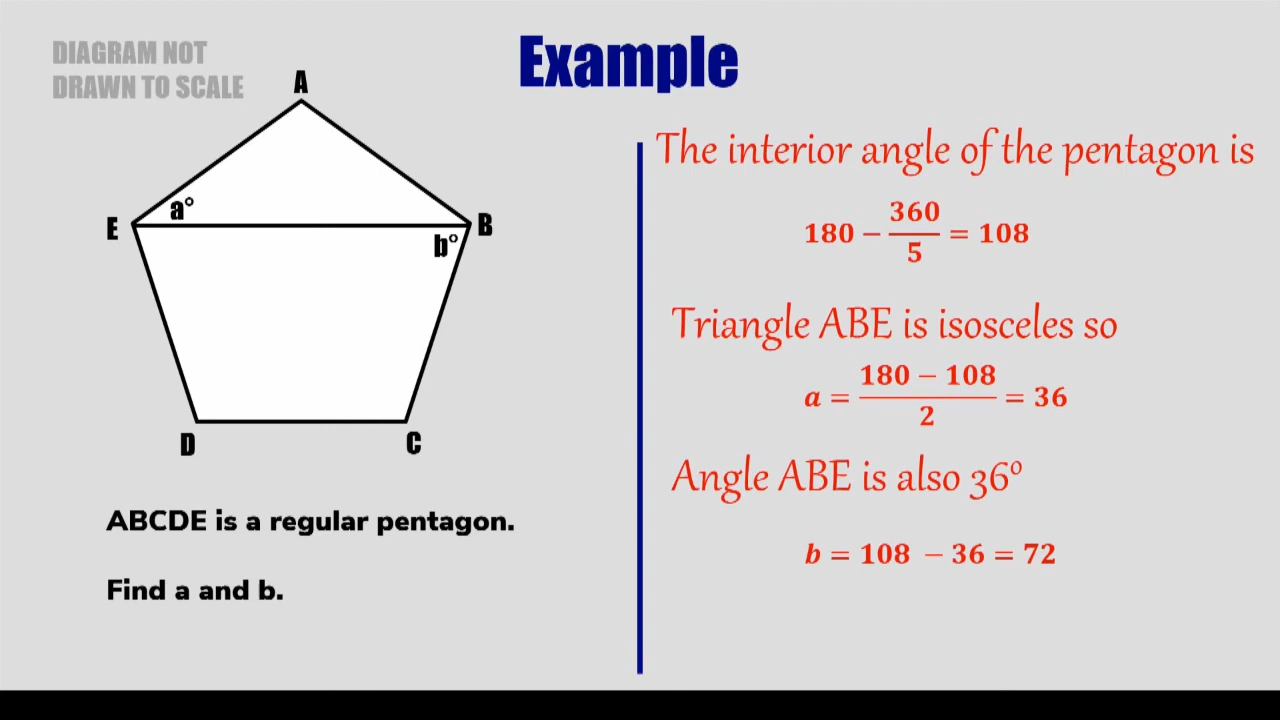 DIAGRAM NOT
DRAWN TO SCALE
Example
A
a°
E
B
b°
D
C
ABCDE is a regular pentagon.
Find a and b.
The interior angle of the pentagon is
180 − 360/5 = 108
Triangle ABE is isosceles so
a = (180 − 108)/2 = 36
Angle ABE is also 36°
b = 108 − 36 = 72